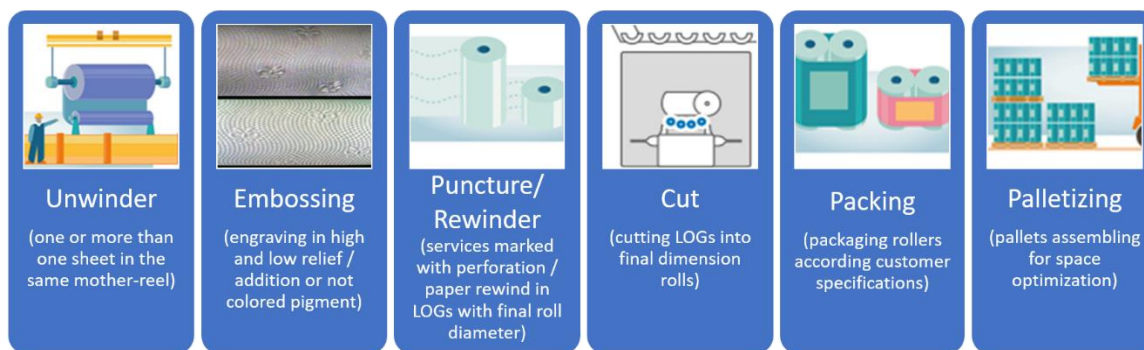 Unwinder
(one or more than
one sheet in the
same mother-reel)
Embossing
(engraving in high
and low relief /
addition or not
colored pigment)
Puncture/
Rewinder
(services marked
with perforation /
paper rewind in
LOGs with final roll
diameter)
Cut
(cutting LOGs into
final dimension
rolls)
Packing
(packaging rollers
according customer
specifications)
Palletizing
(pallets assembling
for space
optimization)